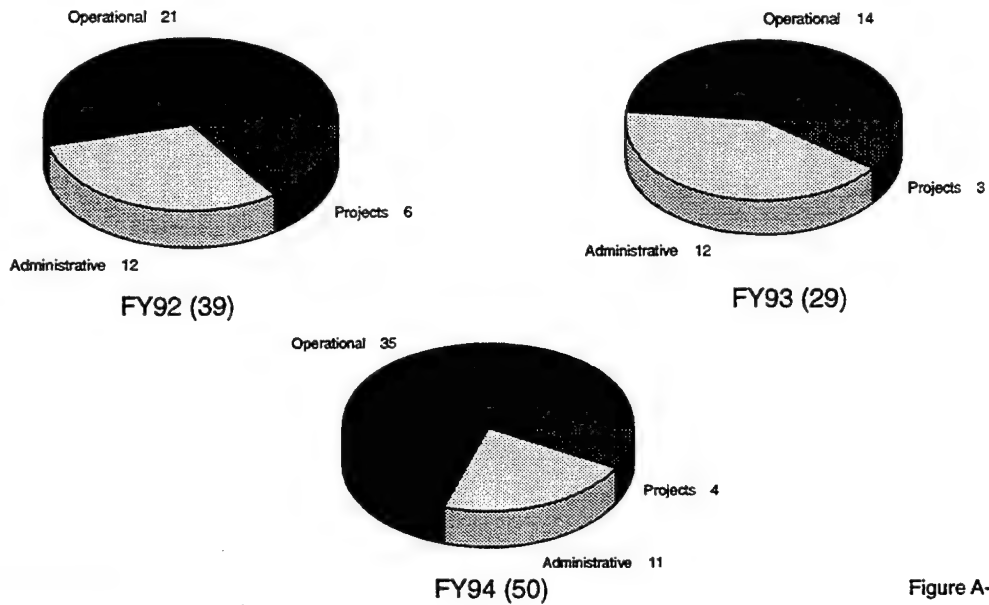 Operational 21
Projects 6
Administrative 12
FY92 (39)
Operational 14
Projects 3
Administrative 12
FY93 (29)
Operational 35
Projects 4
Administrative 11
FY94 (50)
Figure A-